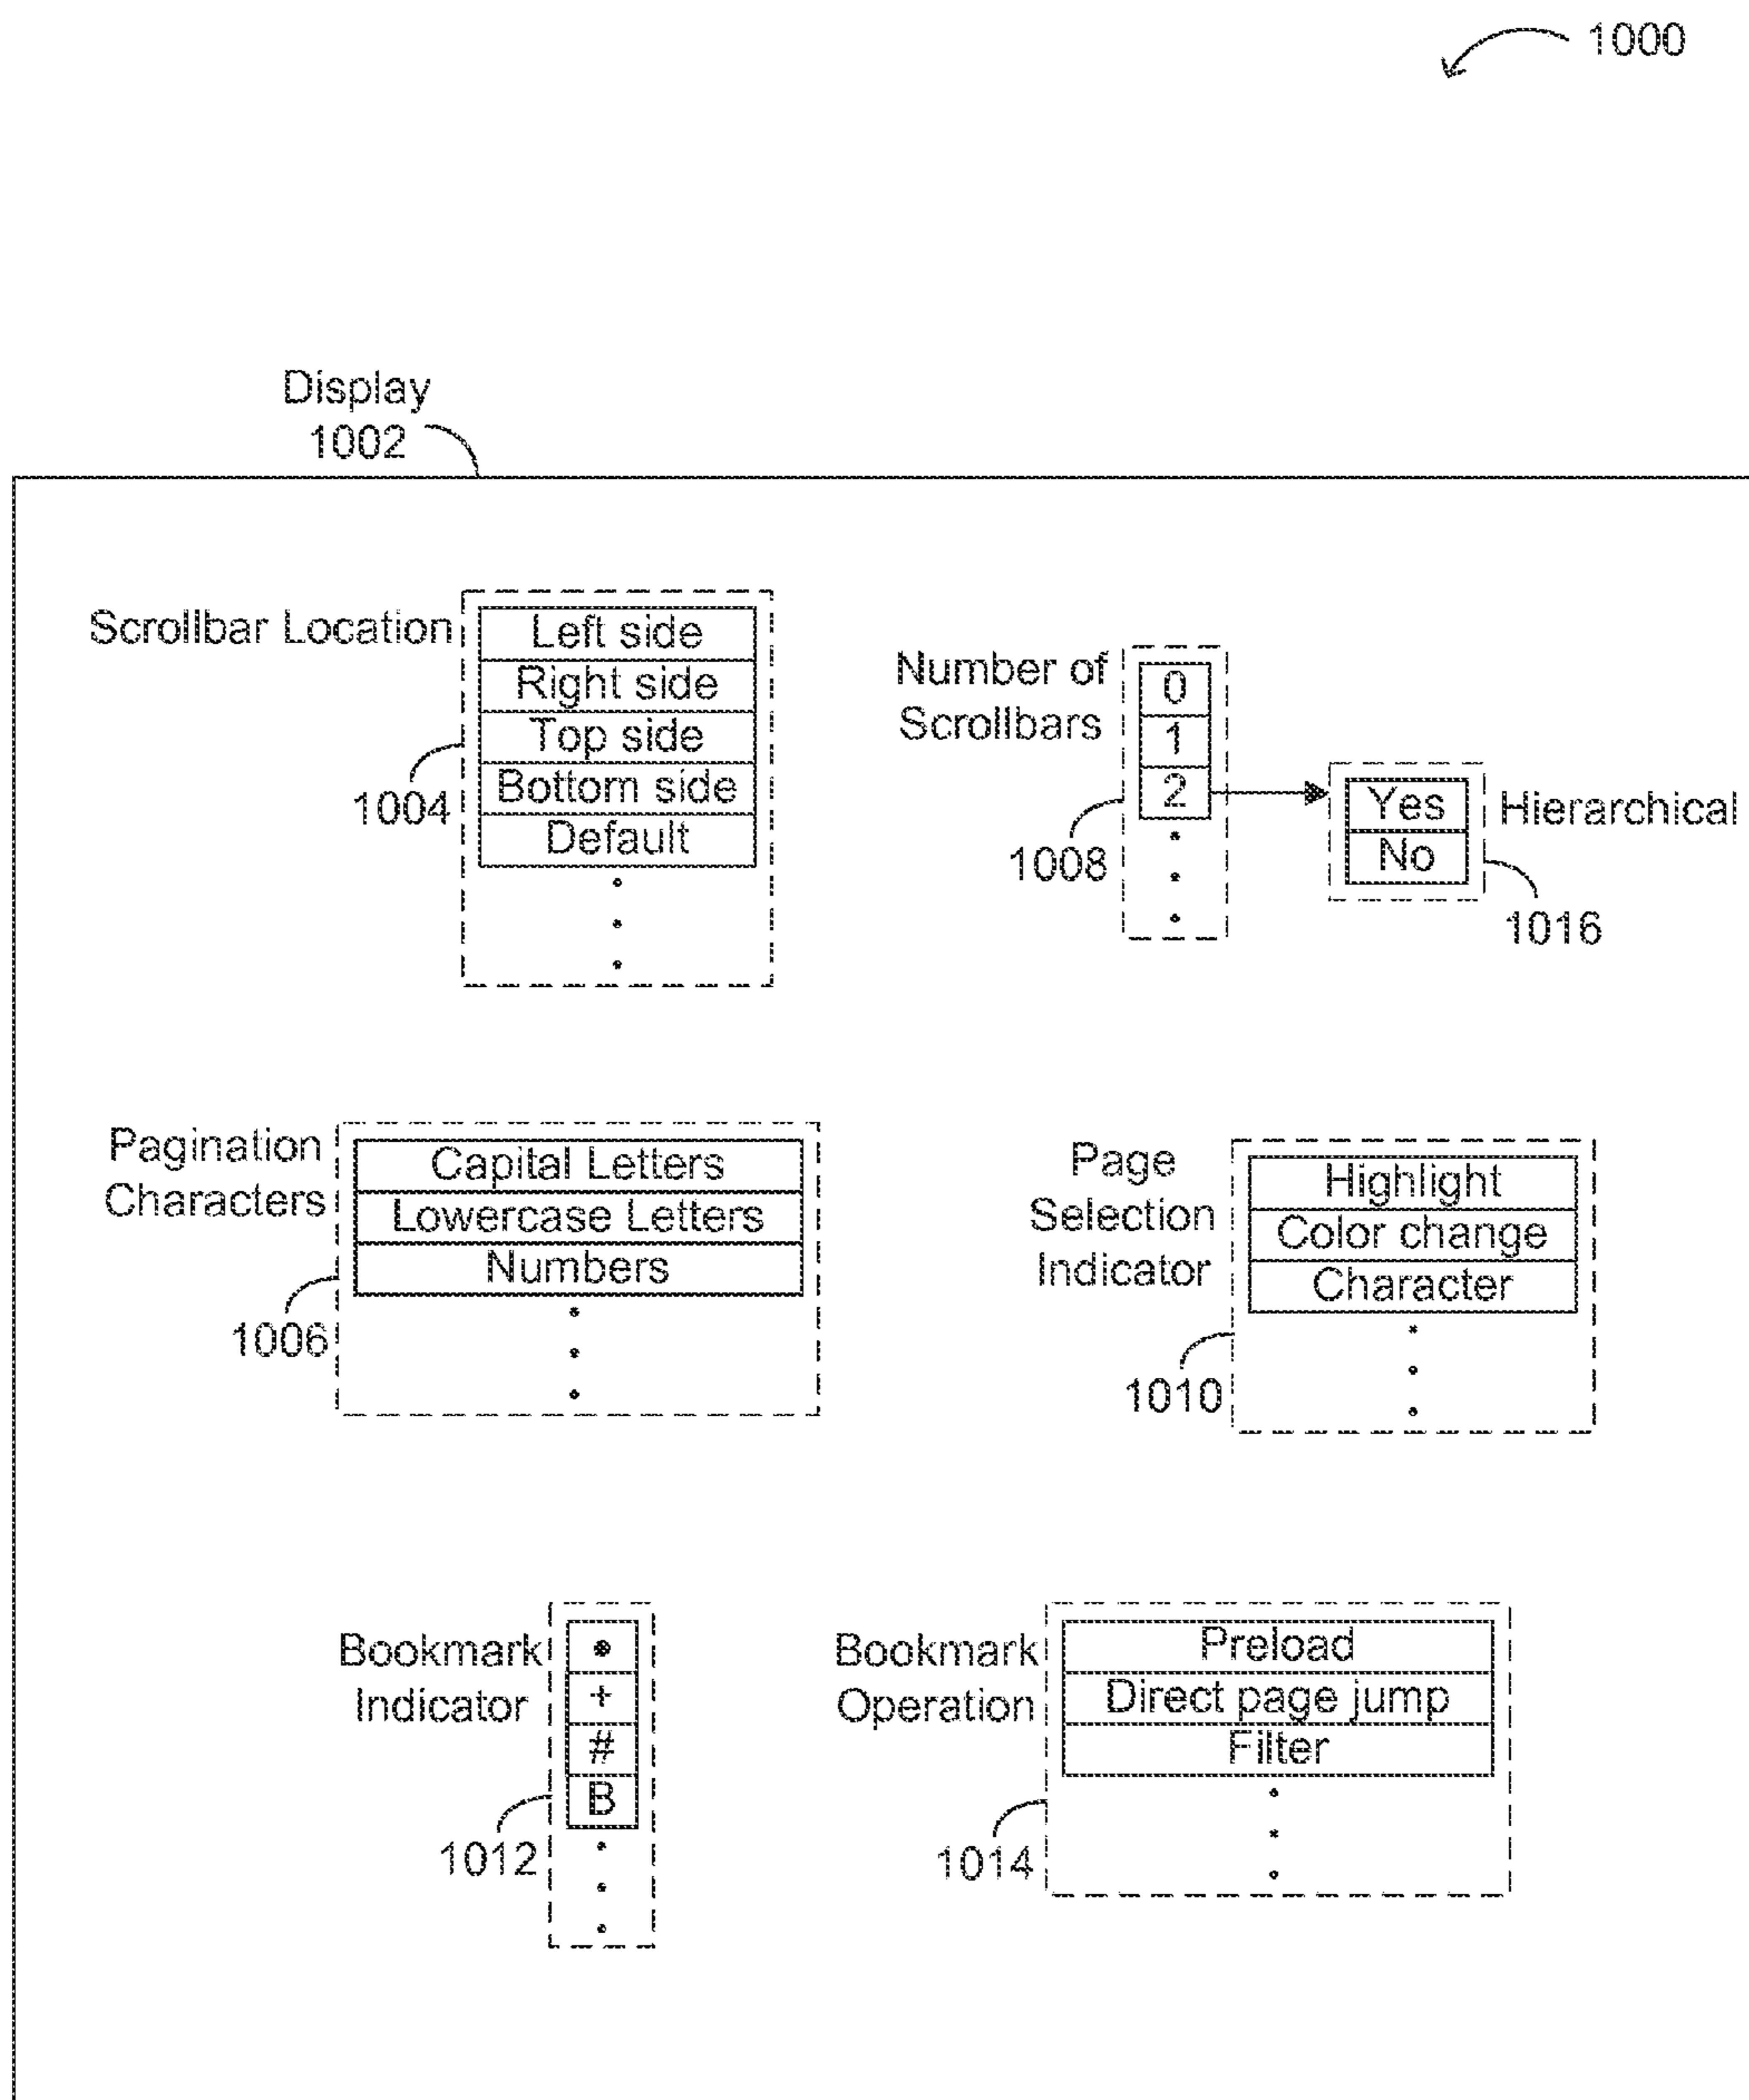 1000
Display
1002
Scrollbar Location
Left side
Right side
Top side
Bottom side
Default
1004
Number of
Scrollbars
0
1
2
1008
Yes
No
Hierarchical
1016
Pagination
Characters
Capital Letters
Lowercase Letters
Numbers
1006
Page
Selection
Indicator
Highlight
Color change
Character
1010
Bookmark
Indicator
•
+
#
B
1012
Bookmark
Operation
Preload
Direct page jump
Filter
1014